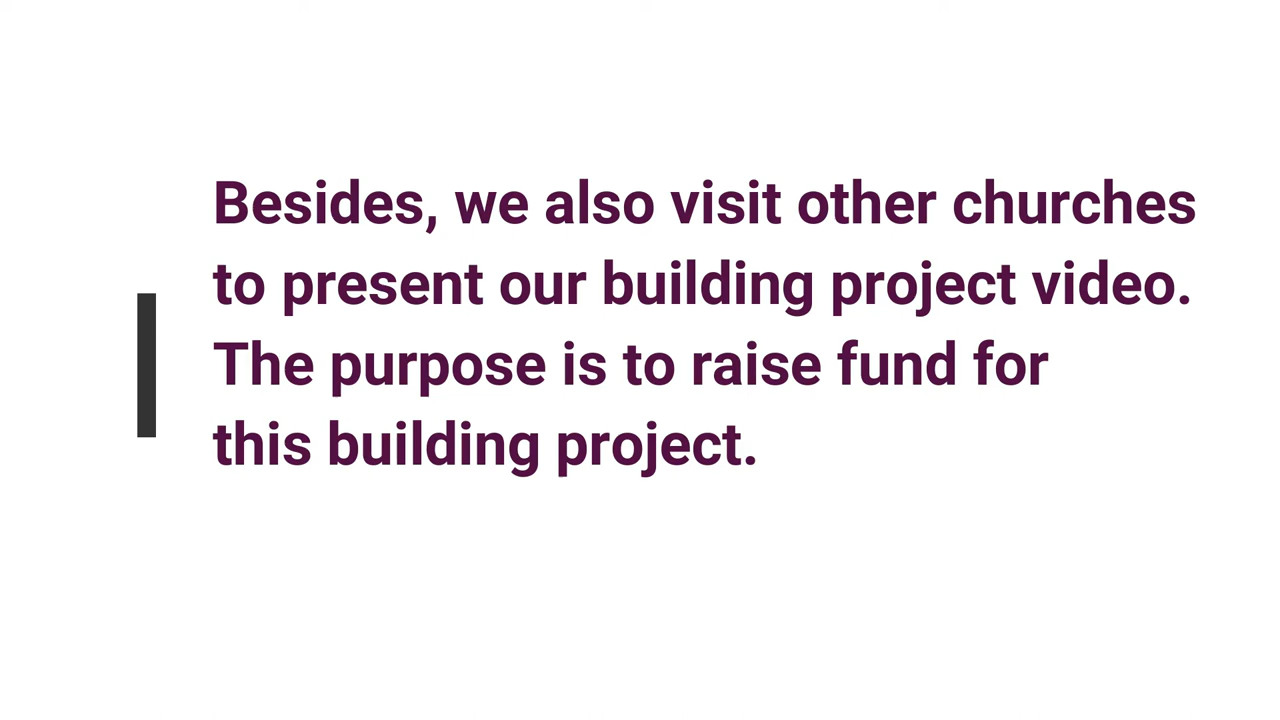 Besides, we also visit other churches
to present our building project video.
The purpose is to raise fund for
this building project.